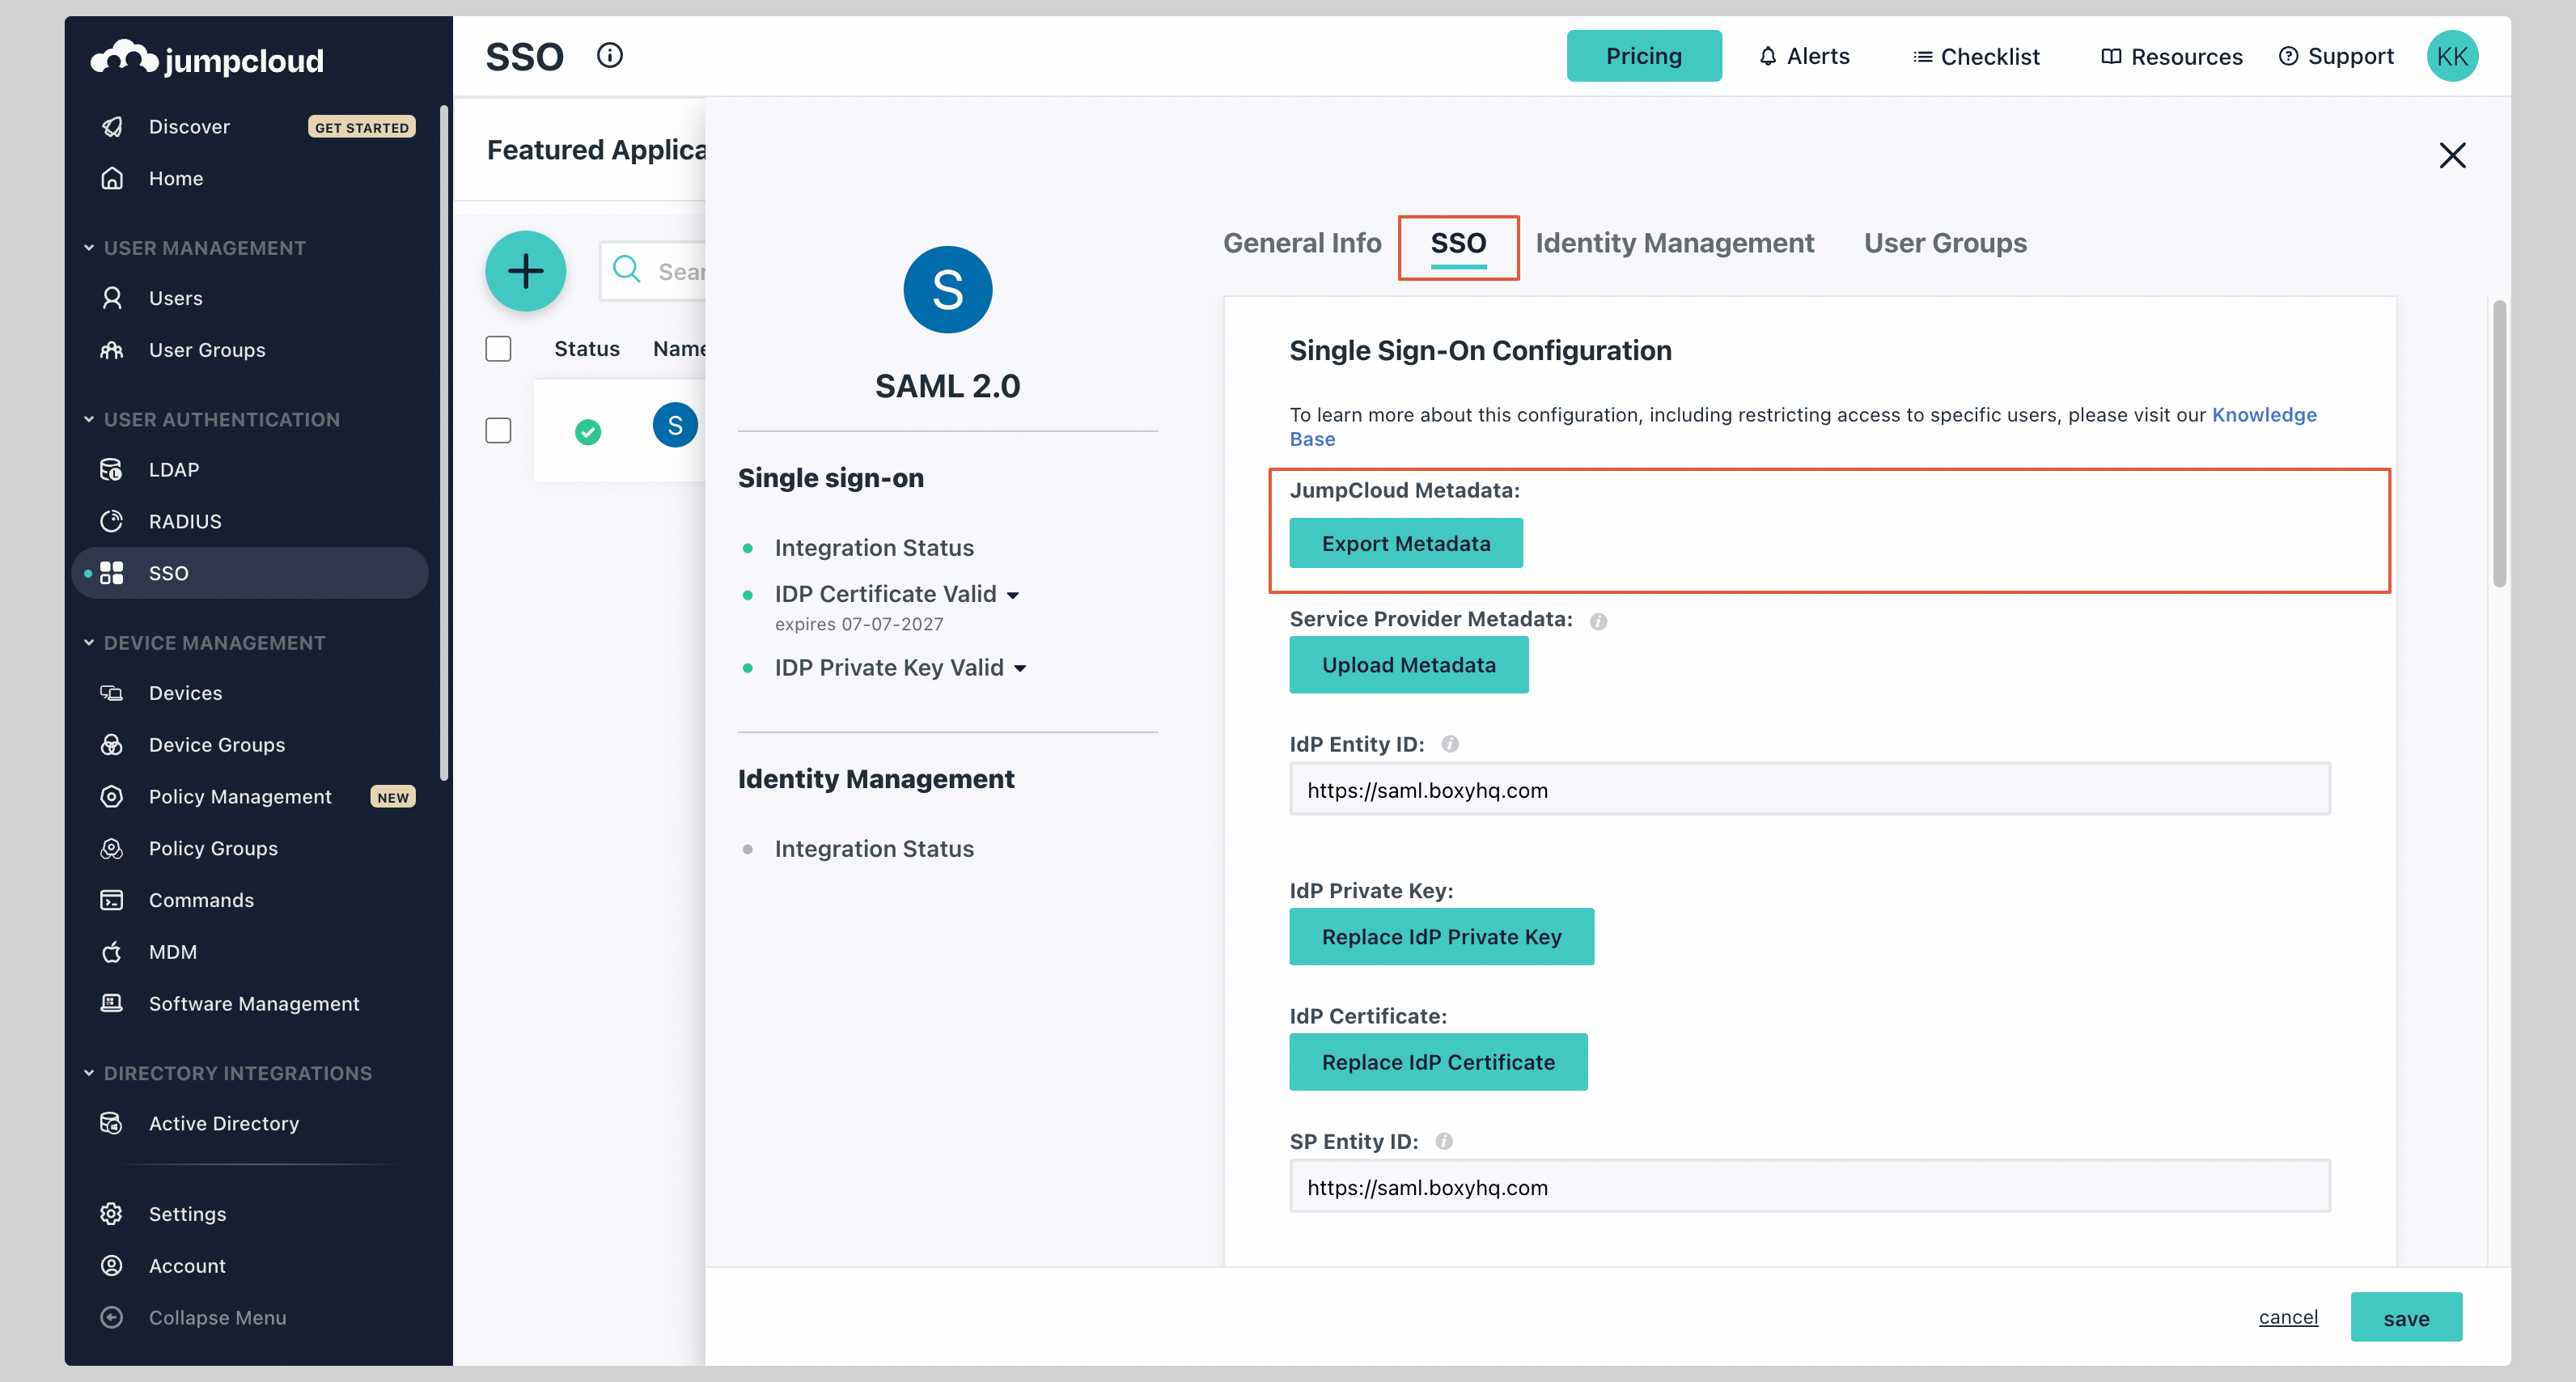 jumpcloud
Discover GET STARTED
Home
USER MANAGEMENT
Users
User Groups
USER AUTHENTICATION
LDAP
RADIUS
SSO
DEVICE MANAGEMENT
Devices
Device Groups
Policy Management NEW
Policy Groups
Commands
MDM
Software Management
DIRECTORY INTEGRATIONS
Active Directory
Settings
Account
Collapse Menu
SSO
Pricing Alerts Checklist Resources Support KK
Featured Applica
Sear
Status Name
S
S
SAML 2.0
Single sign-on
Integration Status
IDP Certificate Valid
expires 07-07-2027
IDP Private Key Valid
Identity Management
Integration Status
General Info SSO Identity Management User Groups
Single Sign-On Configuration
To learn more about this configuration, including restricting access to specific users, please visit our Knowledge
Base
JumpCloud Metadata:
Export Metadata
Service Provider Metadata:
Upload Metadata
IdP Entity ID:
https://saml.boxyhq.com
IdP Private Key:
Replace IdP Private Key
IdP Certificate:
Replace IdP Certificate
SP Entity ID:
https://saml.boxyhq.com
cancel save